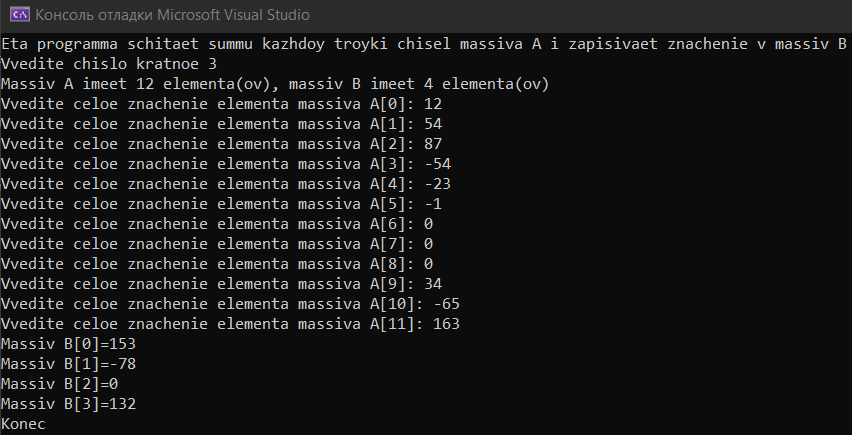 Консоль отладки Microsoft Visual Studio
Eta programma schitaet summu kazhdoy troyki chisel massiva A i zapisivaet znachenie v massiv B
Vvedite chislo kratnoe 3
Massiv A imeet 12 elementa(ov), massiv B imeet 4 elementa(ov)
Vvedite celoe znachenie elementa massiva A[0]: 12
Vvedite celoe znachenie elementa massiva A[1]: 54
Vvedite celoe znachenie elementa massiva A[2]: 87
Vvedite celoe znachenie elementa massiva A[3]: -54
Vvedite celoe znachenie elementa massiva A[4]: -23
Vvedite celoe znachenie elementa massiva A[5]: -1
Vvedite celoe znachenie elementa massiva A[6]: 0
Vvedite celoe znachenie elementa massiva A[7]: 0
Vvedite celoe znachenie elementa massiva A[8]: 0
Vvedite celoe znachenie elementa massiva A[9]: 34
Vvedite celoe znachenie elementa massiva A[10]: -65
Vvedite celoe znachenie elementa massiva A[11]: 163
Massiv B[0]=153
Massiv B[1]=-78
Massiv B[2]=0
Massiv B[3]=132
Konec